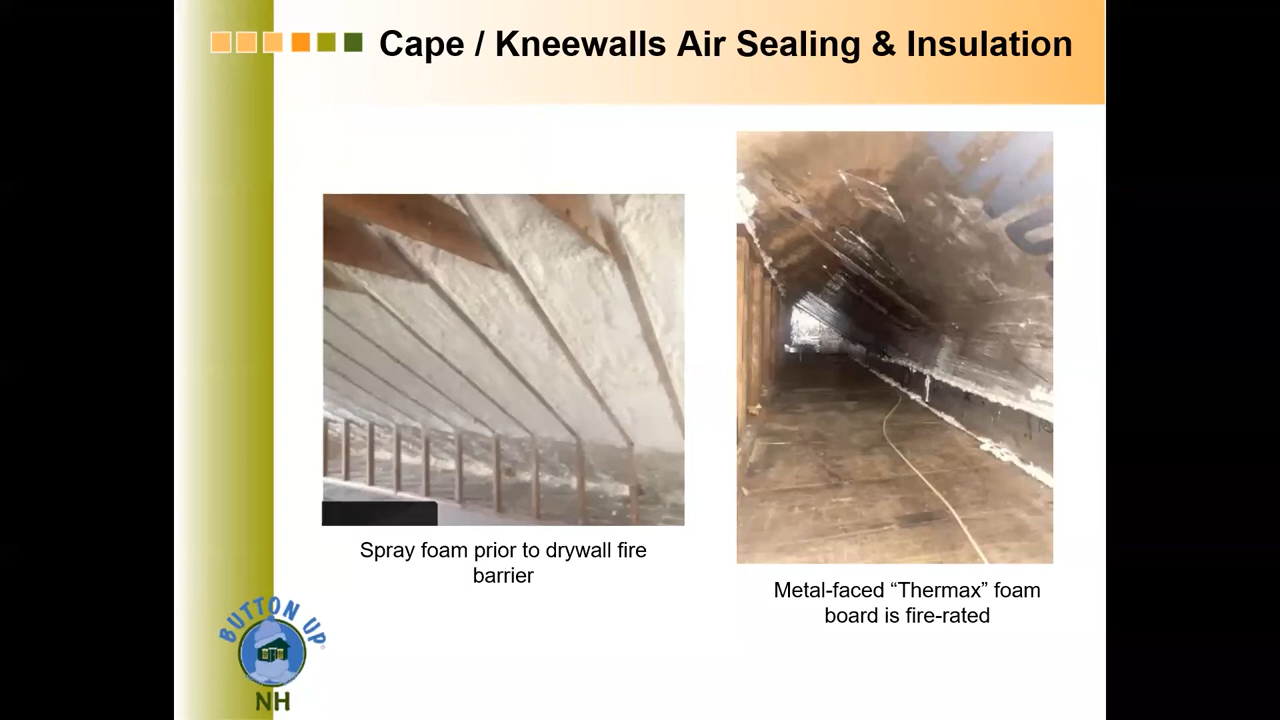 Cape / Kneewalls Air Sealing & Insulation
Spray foam prior to drywall fire
barrier
Metal-faced “Thermax” foam
board is fire-rated
BUTTON UP
NH